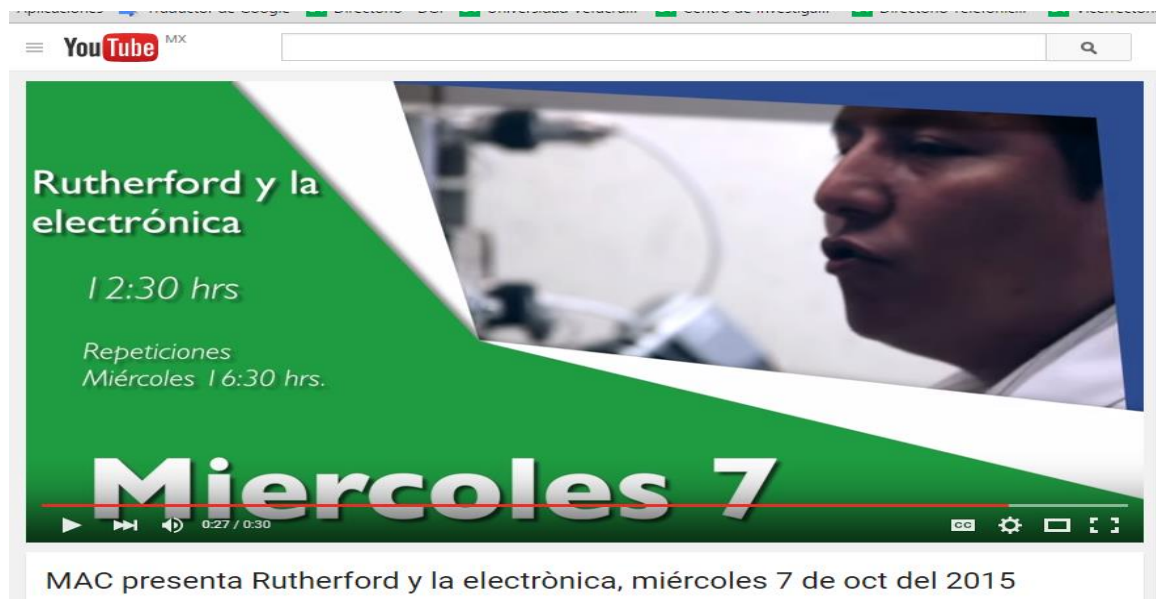 YouTube MX
Rutherford y la
electrónica
12:30 hrs
Repeticiones
Miércoles 16:30 hrs.
Miercoles 7
0:27 / 0:30
CC
MAC presenta Rutherford y la electrònica, miércoles 7 de oct del 2015